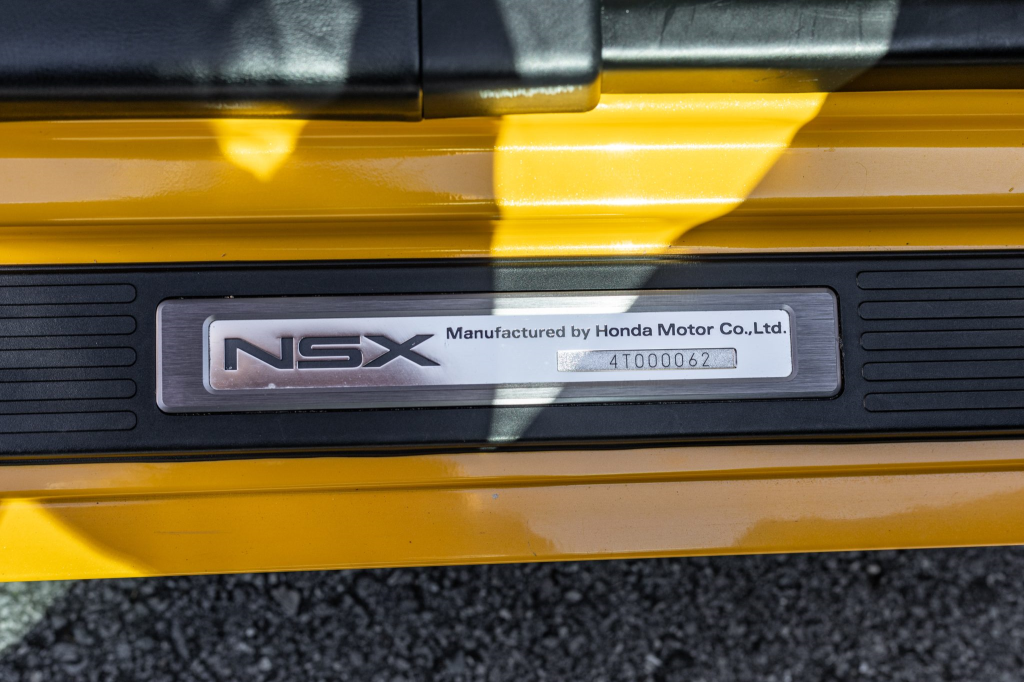 NSX
Manufactured by Honda Motor Co.,Ltd.
4T000062